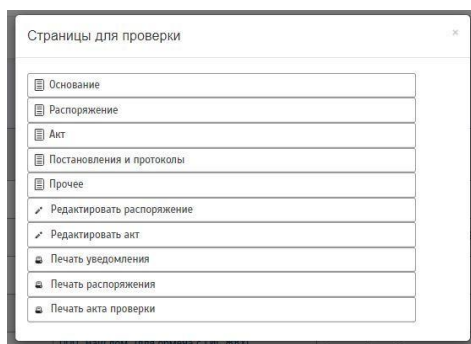 Страницы для проверки
×
Основание
Распоряжение
Акт
Постановления и протоколы
Прочее
Редактировать распоряжение
Редактировать акт
Печать уведомления
Печать распоряжения
Печать акта проверки